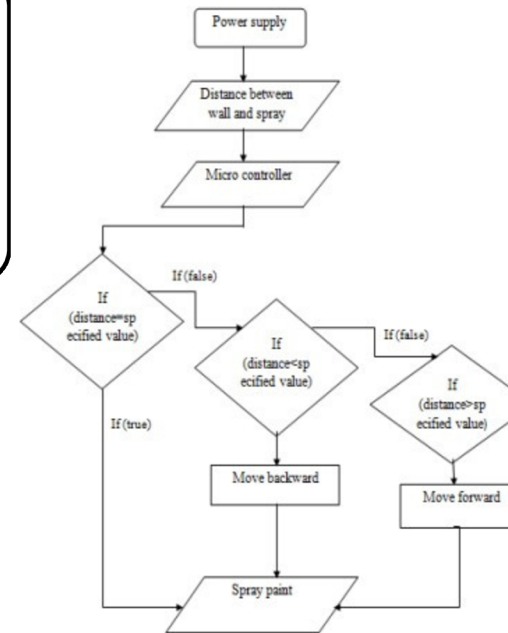 Power supply
Distance between
wall and spray
Micro controller
If (false)
If
(distance=sp
ecified value)
If (false)
If
(distance<sp
ecified value)
If
(distance>sp
ecified value)
If (true)
Move backward
Move forward
Spray paint